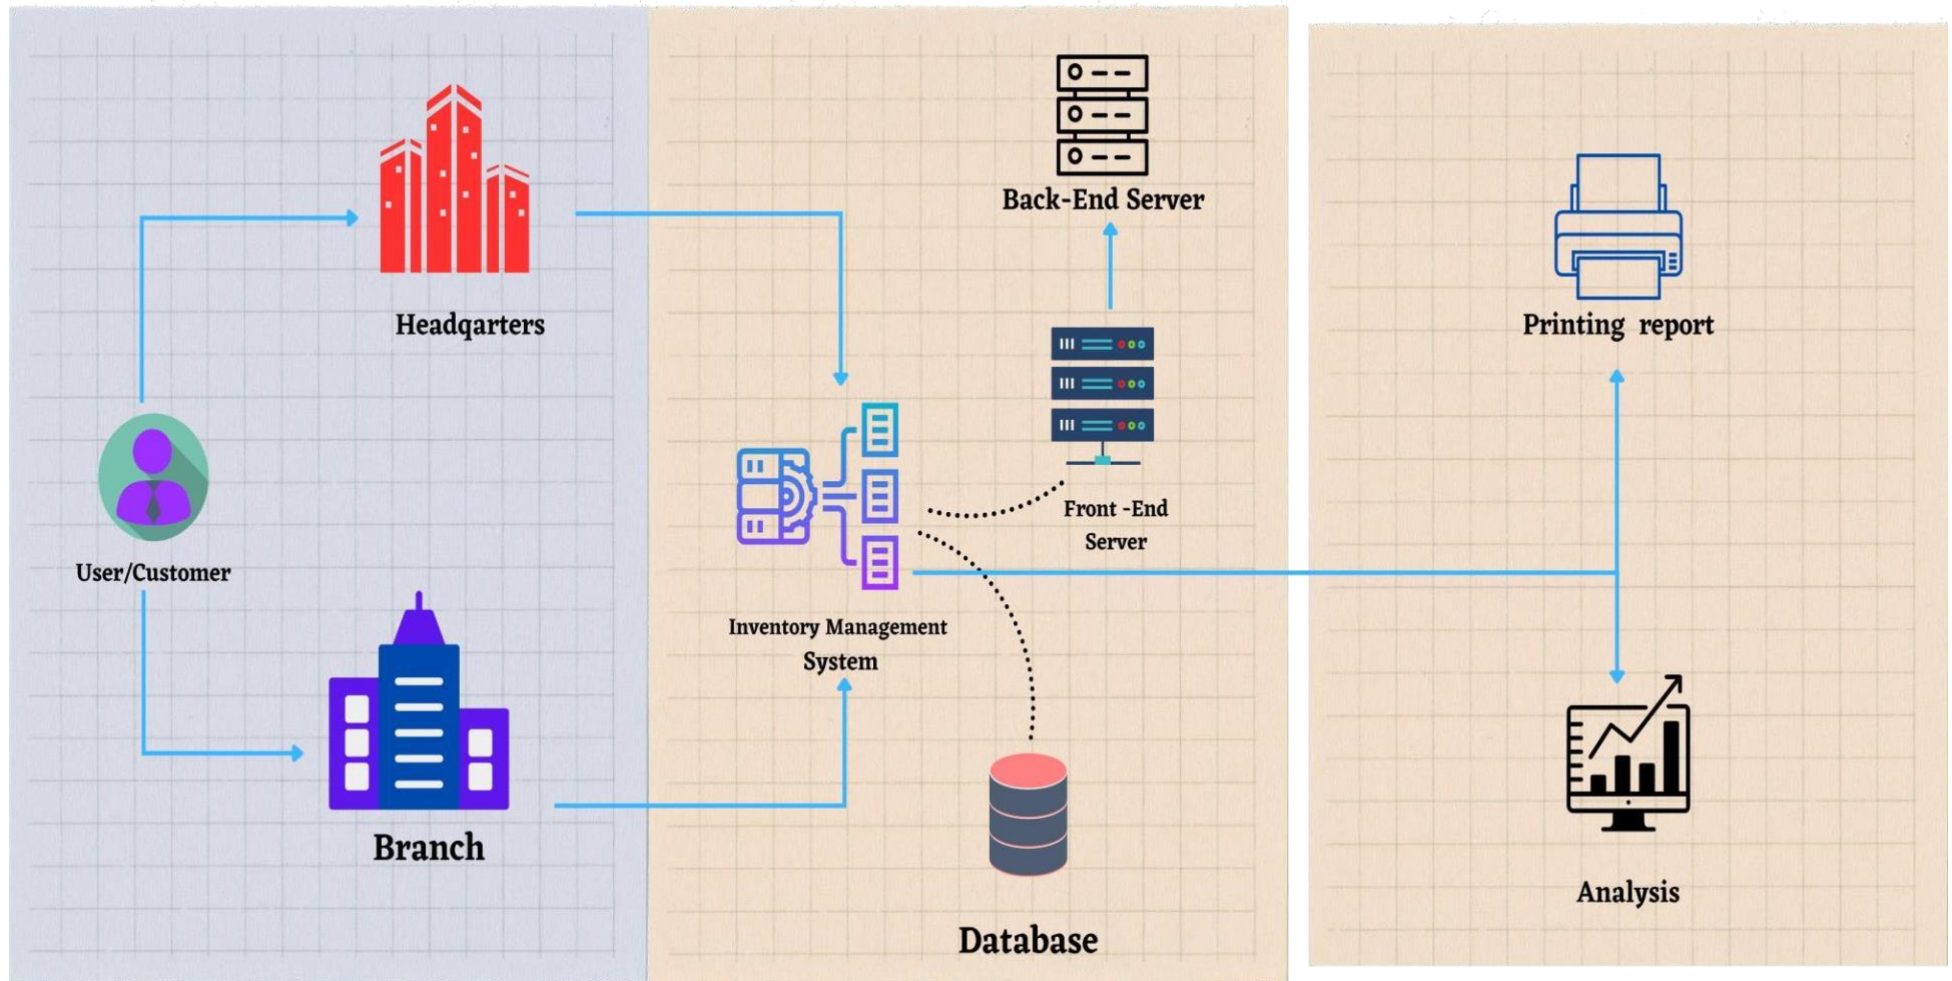 Back-End Server
Headqarters
Printing report
Front -End
Server
User/Customer
Inventory Management
System
Branch
Analysis
Database